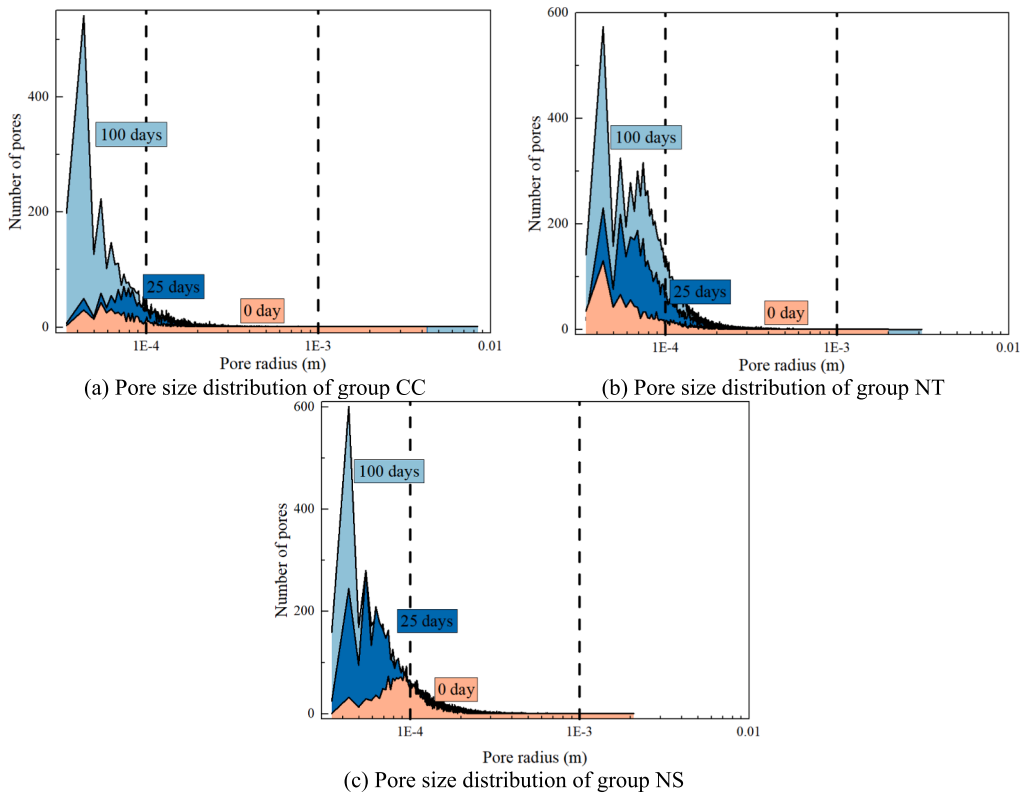 Number of pores
400
200
0
100 days
25 days
0 day
1E-4
1E-3
0.01
Pore radius (m)
(a) Pore size distribution of group CC
Number of pores
600
400
200
0
100 days
25 days
0 day
1E-4
1E-3
0.01
Pore radius (m)
(b) Pore size distribution of group NT
Number of pores
600
400
200
0
100 days
25 days
0 day
1E-4
1E-3
0.01
Pore radius (m)
(c) Pore size distribution of group NS